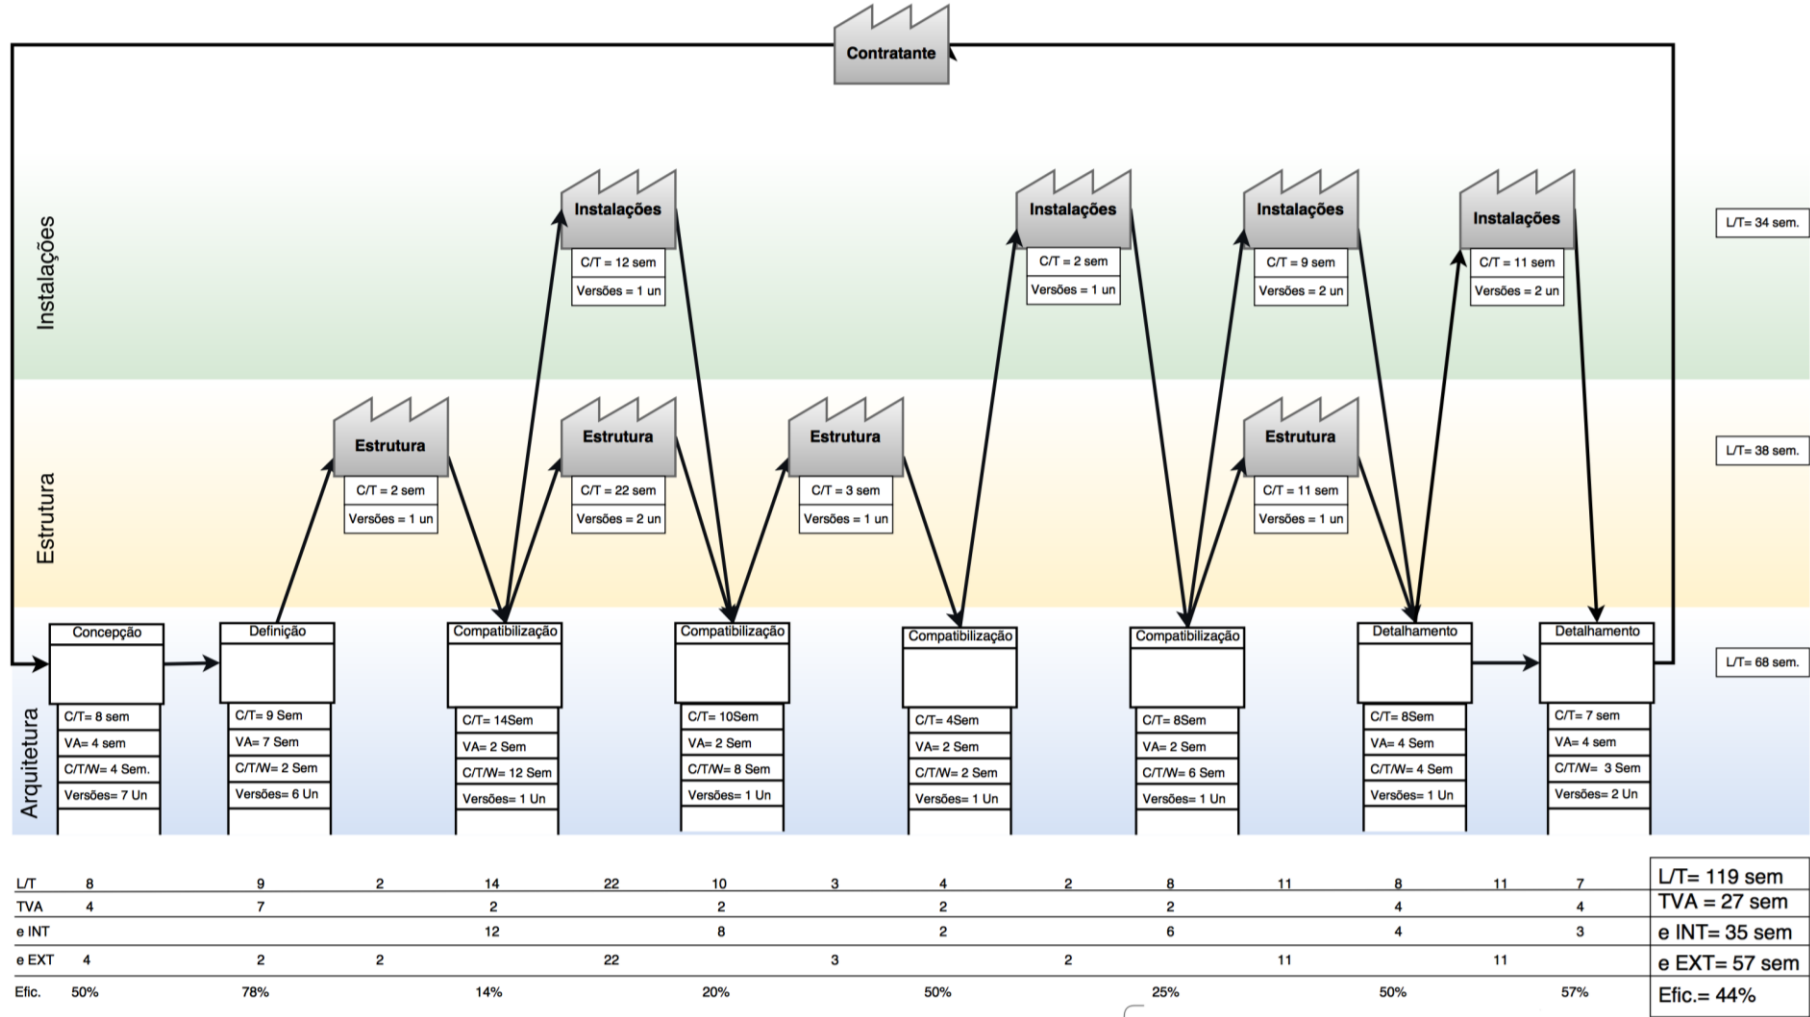 Contratante
Instalações
Instalações
C/T = 12 sem
Versões = 1 un
Instalações
C/T = 2 sem
Versões = 1 un
Instalações
C/T = 9 sem
Versões = 2 un
Instalações
C/T = 11 sem
Versões = 2 un
L/T= 34 sem.
Estrutura
Estrutura
C/T = 2 sem
Versões = 1 un
Estrutura
C/T = 22 sem
Versões = 2 un
Estrutura
C/T = 3 sem
Versões = 1 un
Estrutura
C/T = 11 sem
Versões = 1 un
L/T= 38 sem.
Arquitetura
Concepção
C/T= 8 sem
VA= 4 sem
C/T/W= 4 Sem.
Versões= 7 Un
Definição
C/T= 9 Sem
VA= 7 Sem
C/T/W= 2 Sem
Versões= 6 Un
Compatibilização
C/T= 14Sem
VA= 2 Sem
C/T/W= 12 Sem
Versões= 1 Un
Compatibilização
C/T= 10Sem
VA= 2 Sem
C/T/W= 8 Sem
Versões= 1 Un
Compatibilização
C/T= 4Sem
VA= 2 Sem
C/T/W= 2 Sem
Versões= 1 Un
Compatibilização
C/T= 8Sem
VA= 2 Sem
C/T/W= 6 Sem
Versões= 1 Un
Detalhamento
C/T= 8Sem
VA= 4 Sem
C/T/W= 4 Sem
Versões= 1 Un
Detalhamento
C/T= 7 sem
VA= 4 sem
C/T/W= 3 Sem
Versões= 2 Un
L/T= 68 sem.
L/T 8 9 2 14 22 10 3 4 2 8 11 8 11 7 L/T= 119 sem
TVA 4 7 2 2 2 2 4 4 TVA = 27 sem
e INT 12 8 2 6 4 3 e INT= 35 sem
e EXT 4 2 2 22 3 2 11 11 e EXT= 57 sem
Efic. 50% 78% 14% 20% 50% 25% 50% 57% Efic.= 44%